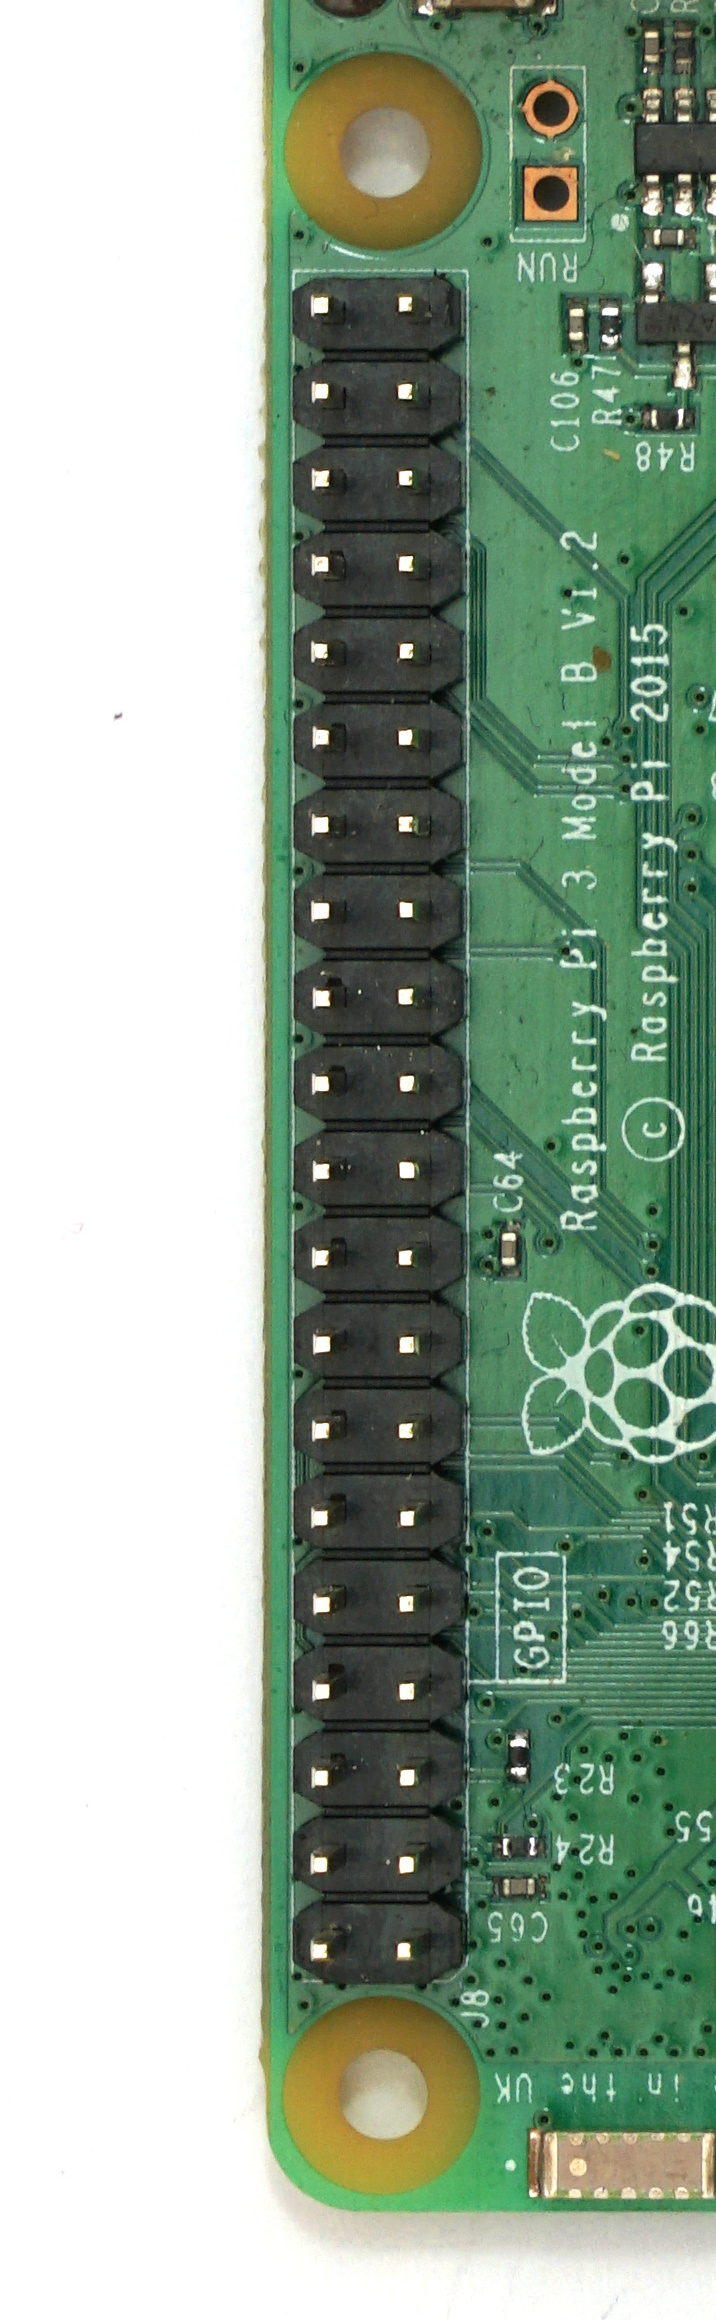 RUN
C106
R47
R48
Raspberry Pi 3 Model B V1.2
© Raspberry Pi 2015
C64
GPIO
R51
R54
R52
R66
R23
R24
55
C65
J8
in the UK